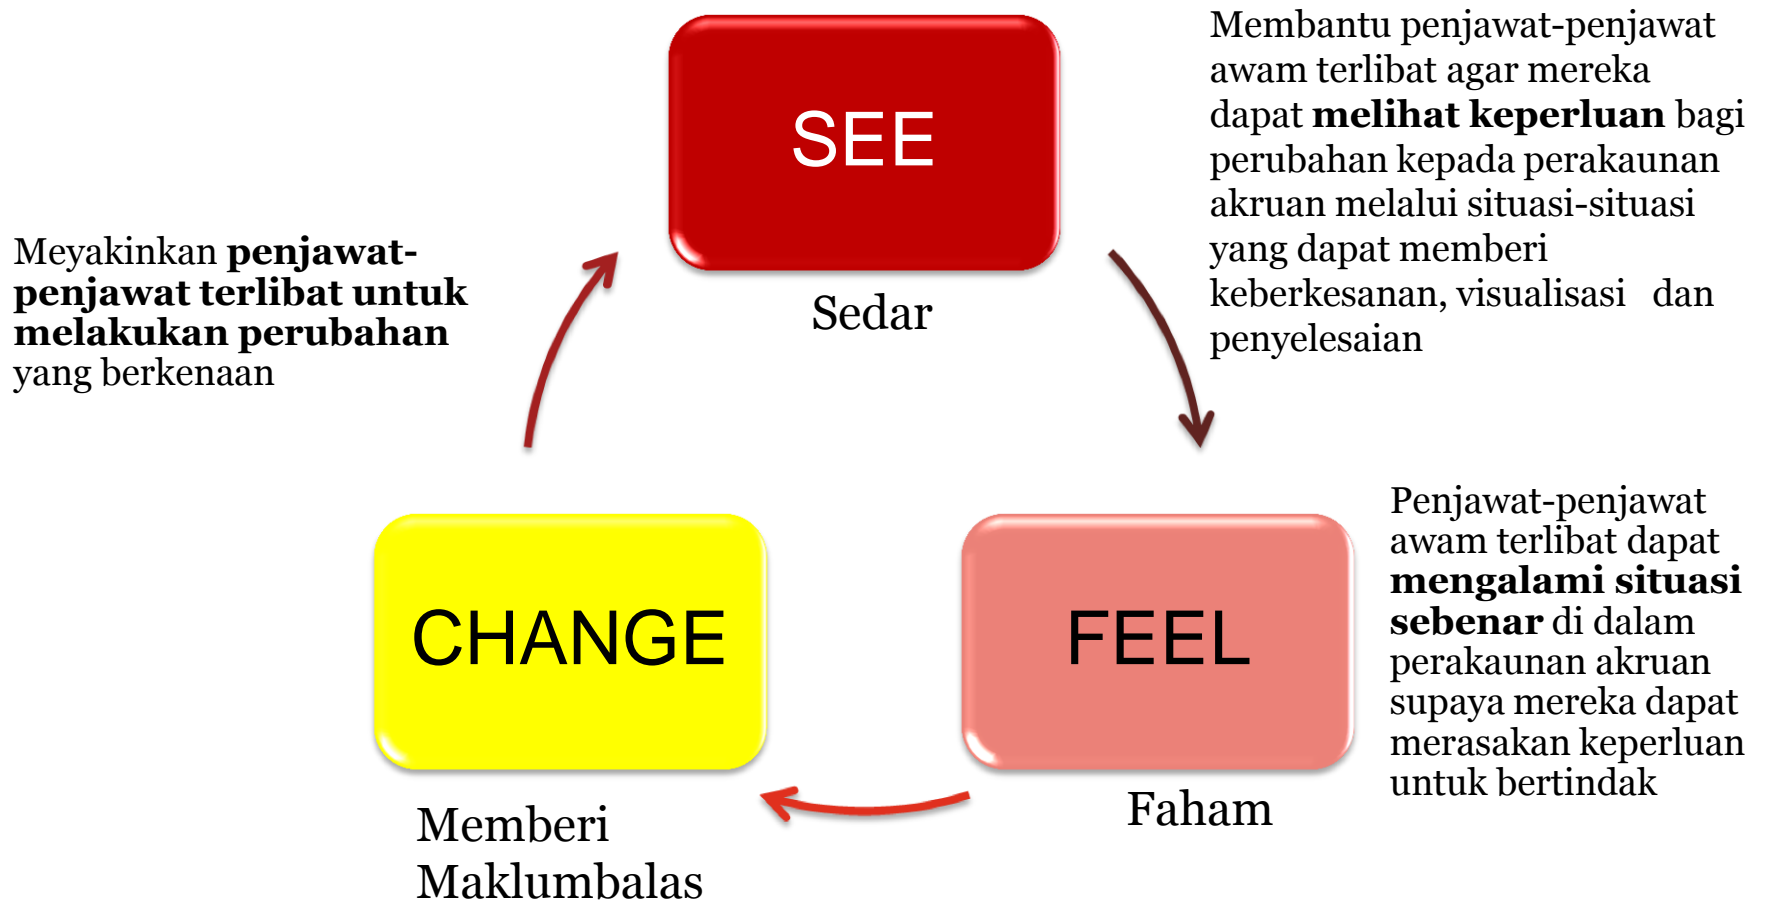 SEE
Sedar
Membantu penjawat-penjawat
awam terlibat agar mereka
dapat melihat keperluan bagi
perubahan kepada perakaunan
akruan melalui situasi-situasi
yang dapat memberi
keberkesanan, visualisasi dan
penyelesaian
FEEL
Faham
Penjawat-penjawat
awam terlibat dapat
mengalami situasi
sebenar di dalam
perakaunan akruan
supaya mereka dapat
merasakan keperluan
untuk bertindak
CHANGE
Memberi
Maklumbalas
Meyakinkan penjawat-
penjawat terlibat untuk
melakukan perubahan
yang berkenaan